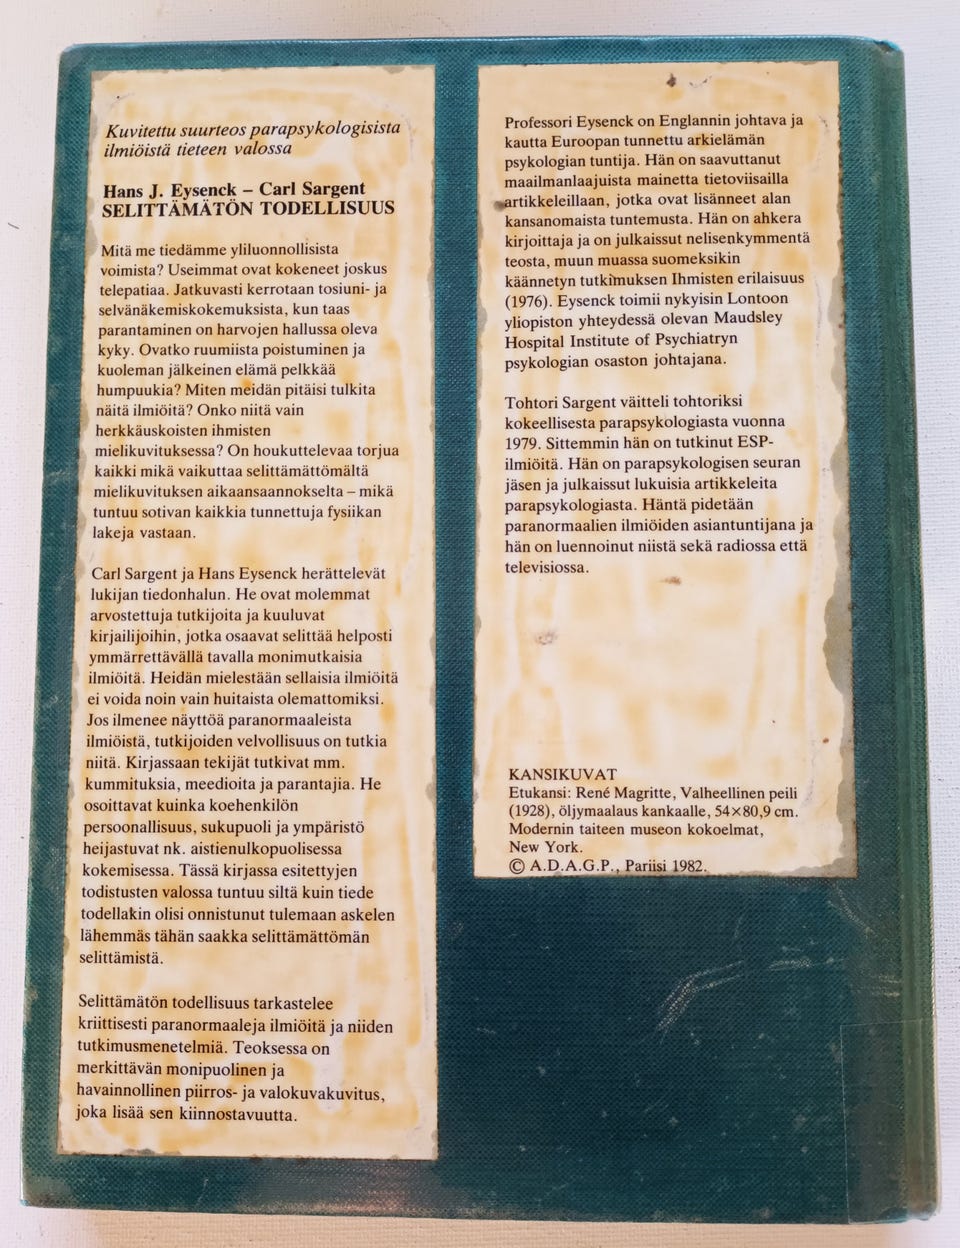 Kuvitettu suurteos parapsykologisista
ilmiöistä tieteen valossa
Hans J. Eysenck – Carl Sargent
SELITTÄMÄTÖN TODELLISUUS
Mitä me tiedämme yliluonnollisista
voimista? Useimmat ovat kokeneet joskus
telepatiaa. Jatkuvasti kerrotaan tosiuni- ja
selvänäkemiskokemuksista, kun taas
parantaminen on harvojen hallussa oleva
kyky. Ovatko ruumiista poistuminen ja
kuoleman jälkeinen elämä pelkkää
humpuukia? Miten meidän pitäisi tulkita
näitä ilmiöitä? Onko niitä vain
herkkäuskoisten ihmisten
mielikuvituksessa? On houkuttelevaa torjua
kaikki mikä vaikuttaa selittämättömältä
mielikuvituksen aikaansaannokselta – mikä
tuntuu sotivan kaikkia tunnettuja fysiikan
lakeja vastaan.
Carl Sargent ja Hans Eysenck herättelevät
lukijan tiedonhalun. He ovat molemmat
arvostettuja tutkijoita ja kuuluvat
kirjailijoihin, jotka osaavat selittää helposti
ymmärrettävällä tavalla monimutkaisia
ilmiöitä. Heidän mielestään sellaisia ilmiöitä
ei voida noin vain huitaista olemattomiksi.
Jos ilmenee näyttöä paranormaaleista
ilmiöistä, tutkijoiden velvollisuus on tutkia
niitä. Kirjassaan tekijät tutkivat mm.
kummituksia, meedioita ja parantajia. He
osoittavat kuinka koehenkilön
persoonallisuus, sukupuoli ja ympäristö
heijastuvat nk. aistienulkopuolisessa
kokemisessa. Tässä kirjassa esitettyjen
todistusten valossa tuntuu siltä kuin tiede
todellakin olisi onnistunut tulemaan askelen
lähemmäs tähän saakka selittämättömän
selittämistä.
Selittämätön todellisuus tarkastelee
kriittisesti paranormaaleja ilmiöitä ja niiden
tutkimusmenetelmiä. Teoksessa on
merkittävän monipuolinen ja
havainnollinen piirros- ja valokuvakuvitus,
joka lisää sen kiinnostavuutta.
Professori Eysenck on Englannin johtava ja
kautta Euroopan tunnettu arkielämän
psykologian tuntija. Hän on saavuttanut
maailmanlaajuista mainetta tietoviisailla
artikkeleillaan, jotka ovat lisänneet alan
kansanomaista tuntemusta. Hän on ahkera
kirjoittaja ja on julkaissut nelisenkymmentä
teosta, muun muassa suomeksikin
käännetyn tutkimuksen Ihmisten erilaisuus
(1976). Eysenck toimii nykyisin Lontoon
yliopiston yhteydessä olevan Maudsley
Hospital Institute of Psychiatryn
psykologian osaston johtajana.
Tohtori Sargent väitteli tohtoriksi
kokeellisesta parapsykologiasta vuonna
1979. Sittemmin hän on tutkinut ESP-
ilmiöitä. Hän on parapsykologisen seuran
jäsen ja julkaissut lukuisia artikkeleita
parapsykologiasta. Häntä pidetään
paranormaalien ilmiöiden asiantuntijana ja
hän on luennoinut niistä sekä radiossa että
televisiossa.
KANSIKUVAT
Etukansi: René Magritte, Valheellinen peili
(1928), öljymaalaus kankaalle, 54×80,9 cm.
Modernin taiteen museon kokoelmat,
New York.
© A.D.A.G.P., Pariisi 1982.